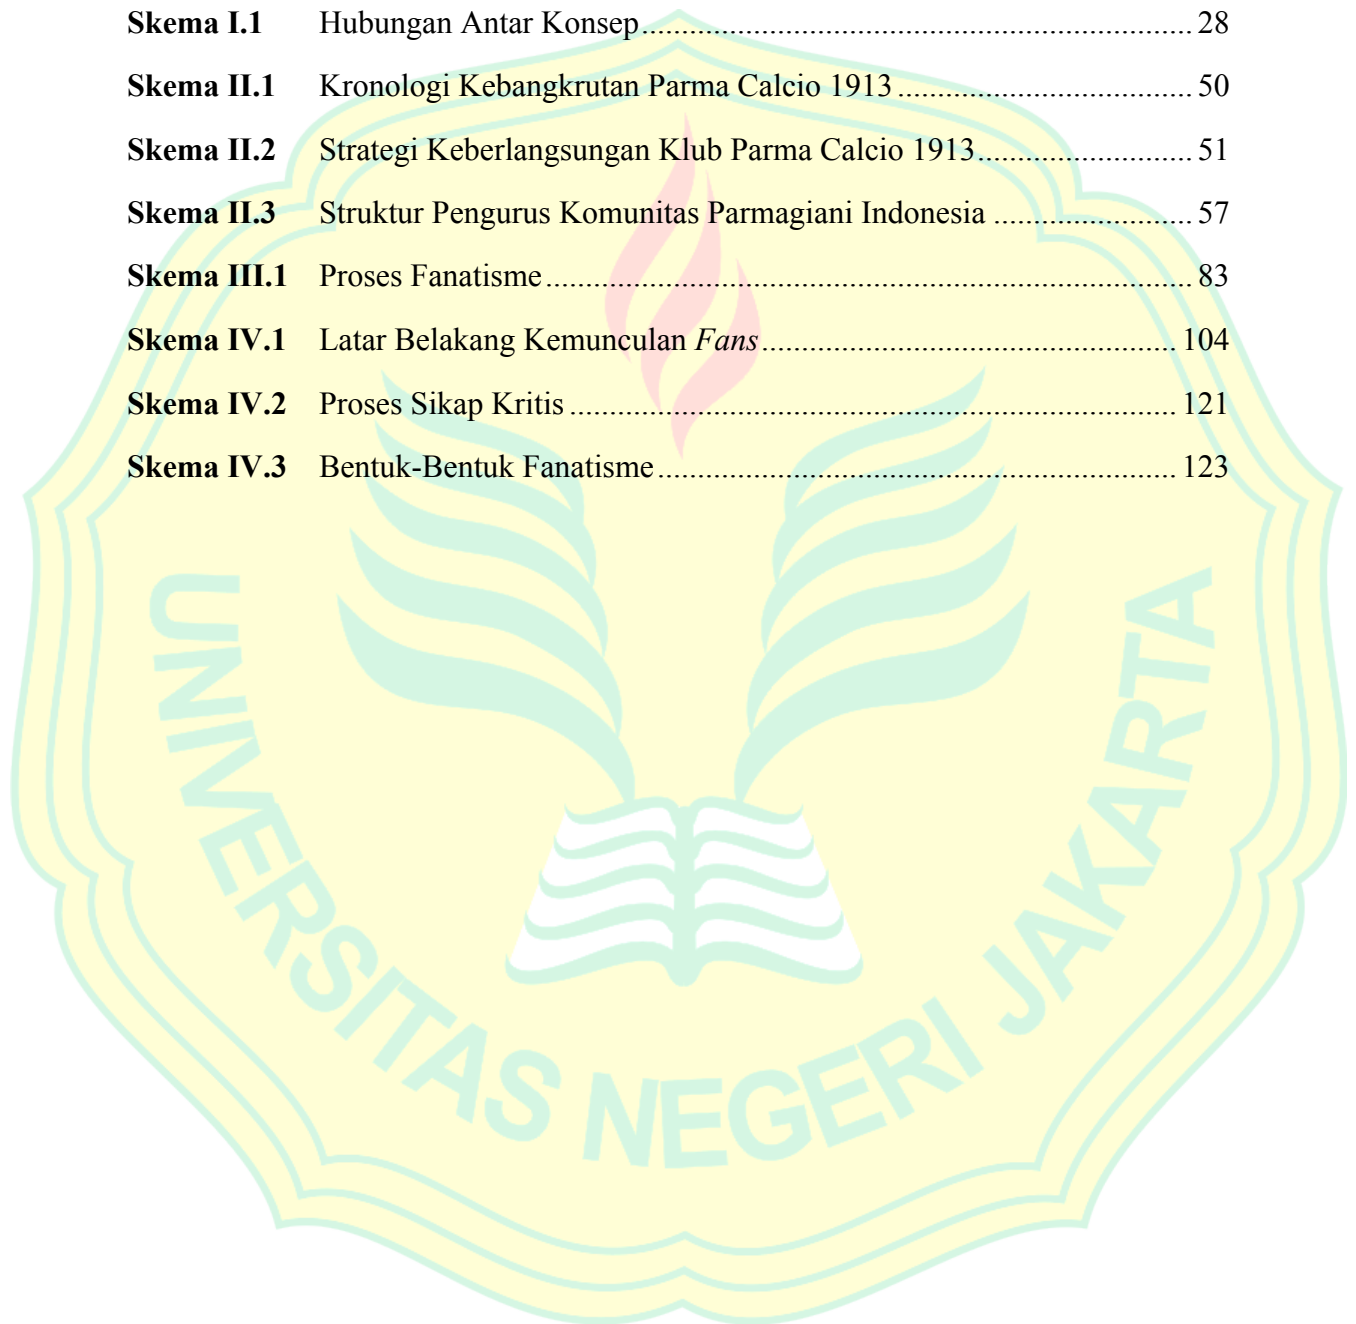 Skema I.1 Hubungan Antar Konsep.................................................................... 28
Skema II.1 Kronologi Kebangkrutan Parma Calcio 1913.................................... 50
Skema II.2 Strategi Keberlangsungan Klub Parma Calcio 1913.......................... 51
Skema II.3 Struktur Pengurus Komunitas Parmagiani Indonesia ........................ 57
Skema III.1 Proses Fanatisme............................................................................... 83
Skema IV.1 Latar Belakang Kemunculan Fans.................................................... 104
Skema IV.2 Proses Sikap Kritis........................................................................... 121
Skema IV.3 Bentuk-Bentuk Fanatisme................................................................ 123
UNIVERSITAS NEGERI JAKARTA